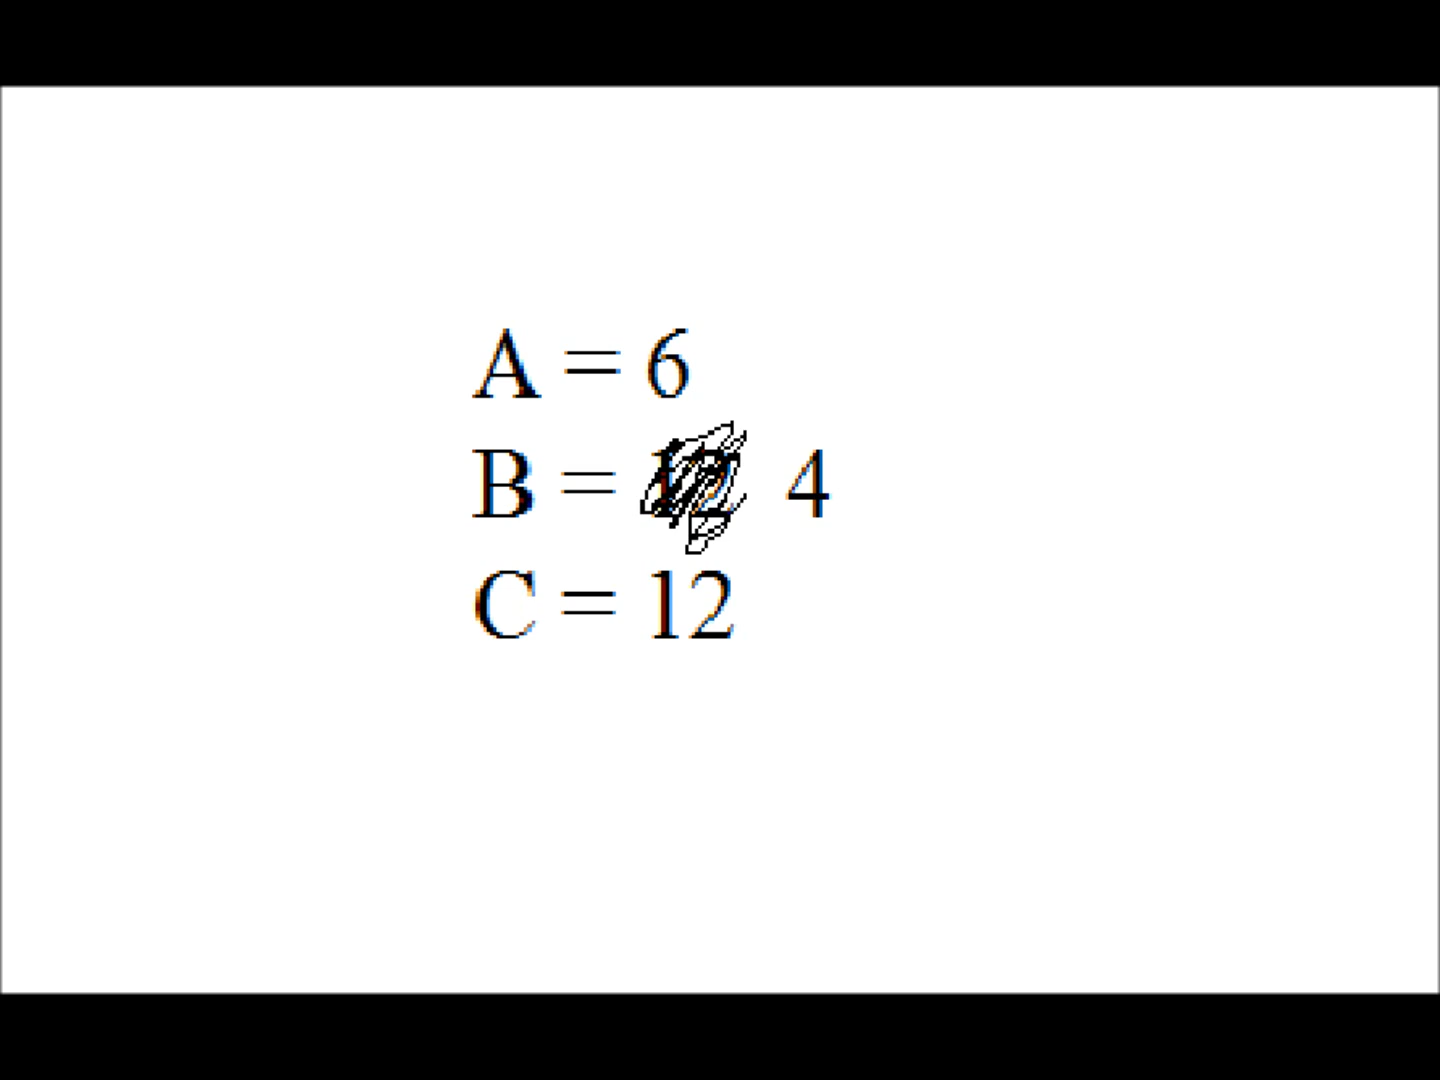 A = 6
B = 4
C = 12